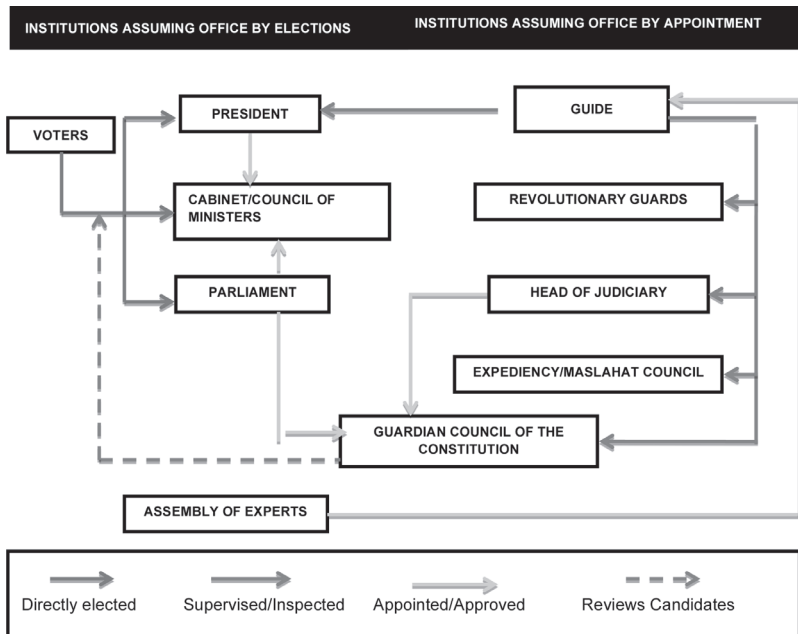 INSTITUTIONS ASSUMING OFFICE BY ELECTIONS
INSTITUTIONS ASSUMING OFFICE BY APPOINTMENT
PRESIDENT
GUIDE
VOTERS
CABINET/COUNCIL OF
MINISTERS
REVOLUTIONARY GUARDS
PARLIAMENT
HEAD OF JUDICIARY
EXPEDIENCY/MASLAHAT COUNCIL
GUARDIAN COUNCIL OF THE
CONSTITUTION
ASSEMBLY OF EXPERTS
Directly elected
Supervised/Inspected
Appointed/Approved
Reviews Candidates